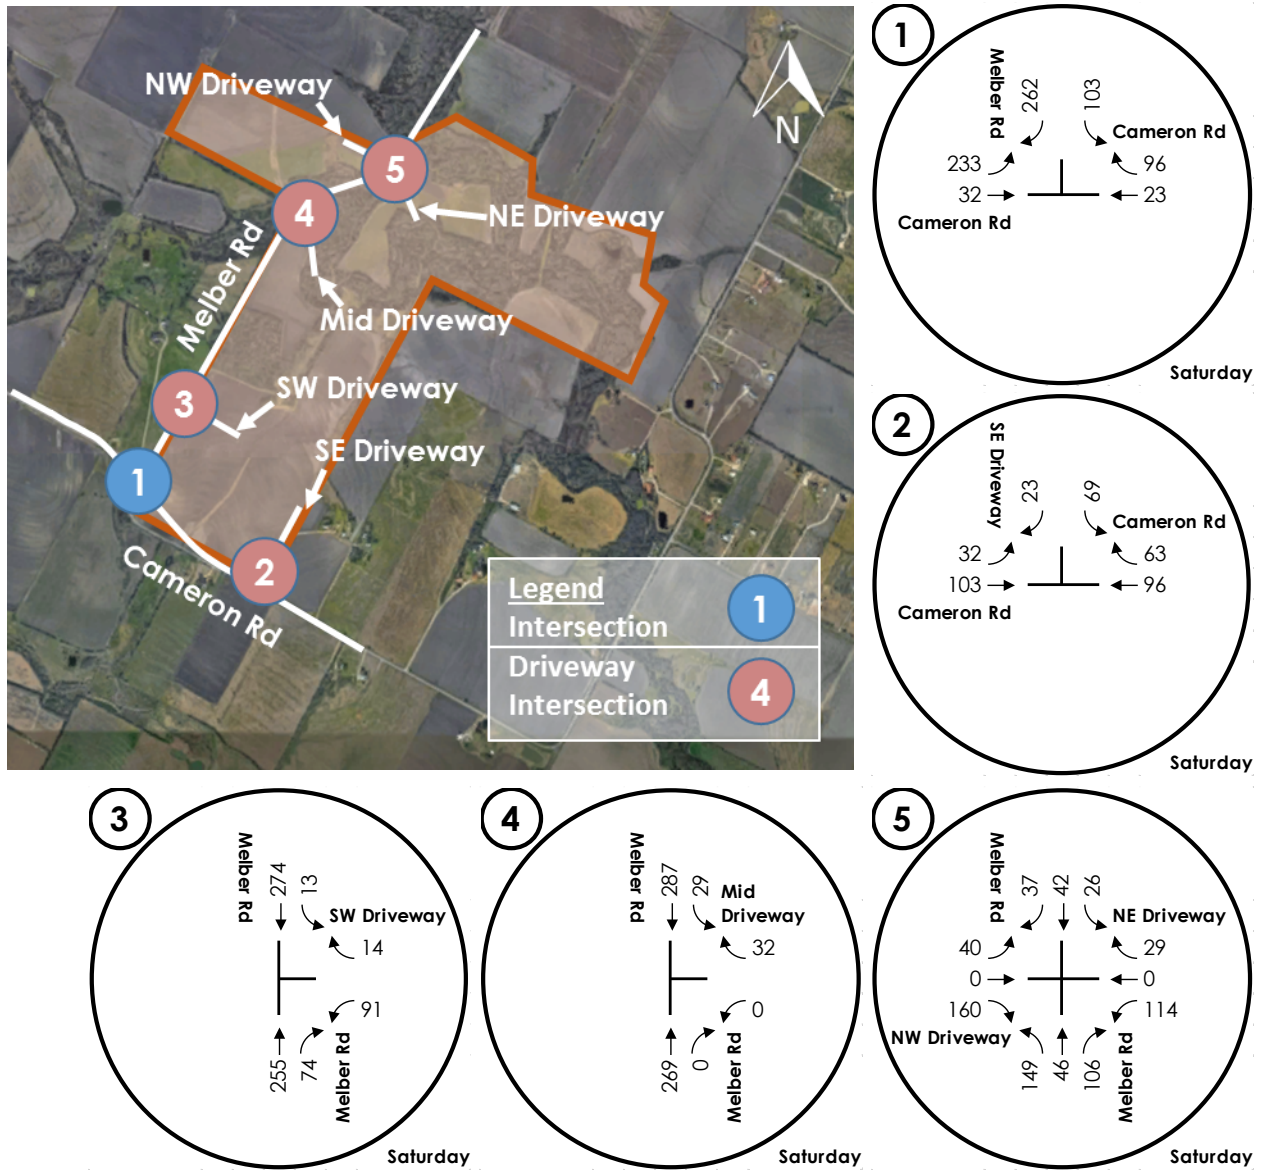 NW Driveway
5
N
4
NE Driveway
Melber Rd
Mid Driveway
3
SW Driveway
SE Driveway
1
Cameron Rd
2
Legend
Intersection
1
Driveway
Intersection
4
1
Melber Rd
262
103
Cameron Rd
233
96
32
23
Cameron Rd
Saturday
2
SE Driveway
23
69
Cameron Rd
32
63
103
96
Cameron Rd
Saturday
3
Melber Rd
274
13
SW Driveway
14
91
255
74
Melber Rd
Saturday
4
Melber Rd
287
29
Mid
Driveway
32
0
269
0
Melber Rd
Saturday
5
Melber Rd
37
42
26
NE Driveway
40
29
0
0
160
114
NW Driveway
149
46
106
Melber Rd
Saturday